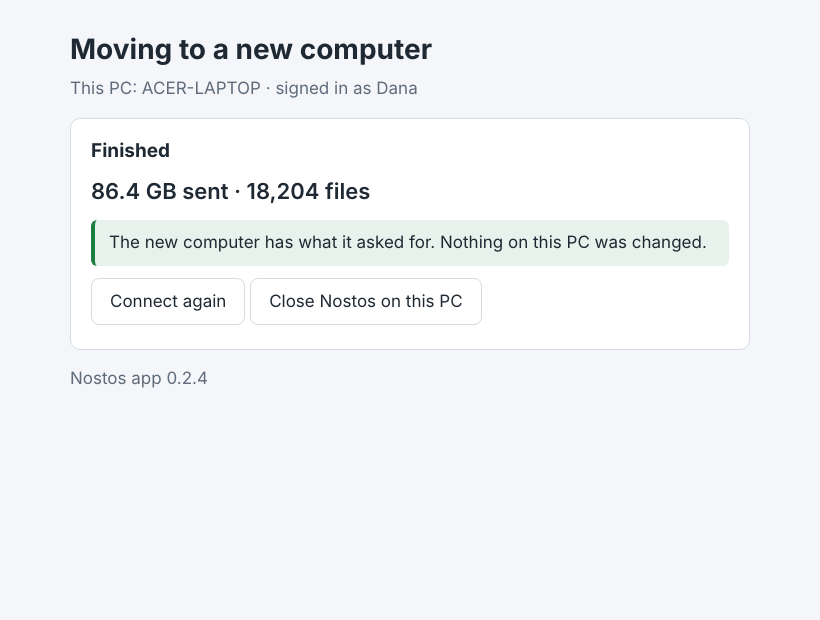 Moving to a new computer
This PC: ACER-LAPTOP · signed in as Dana
Finished
86.4 GB sent · 18,204 files
The new computer has what it asked for. Nothing on this PC was changed.
Connect again
Close Nostos on this PC
Nostos app 0.2.4